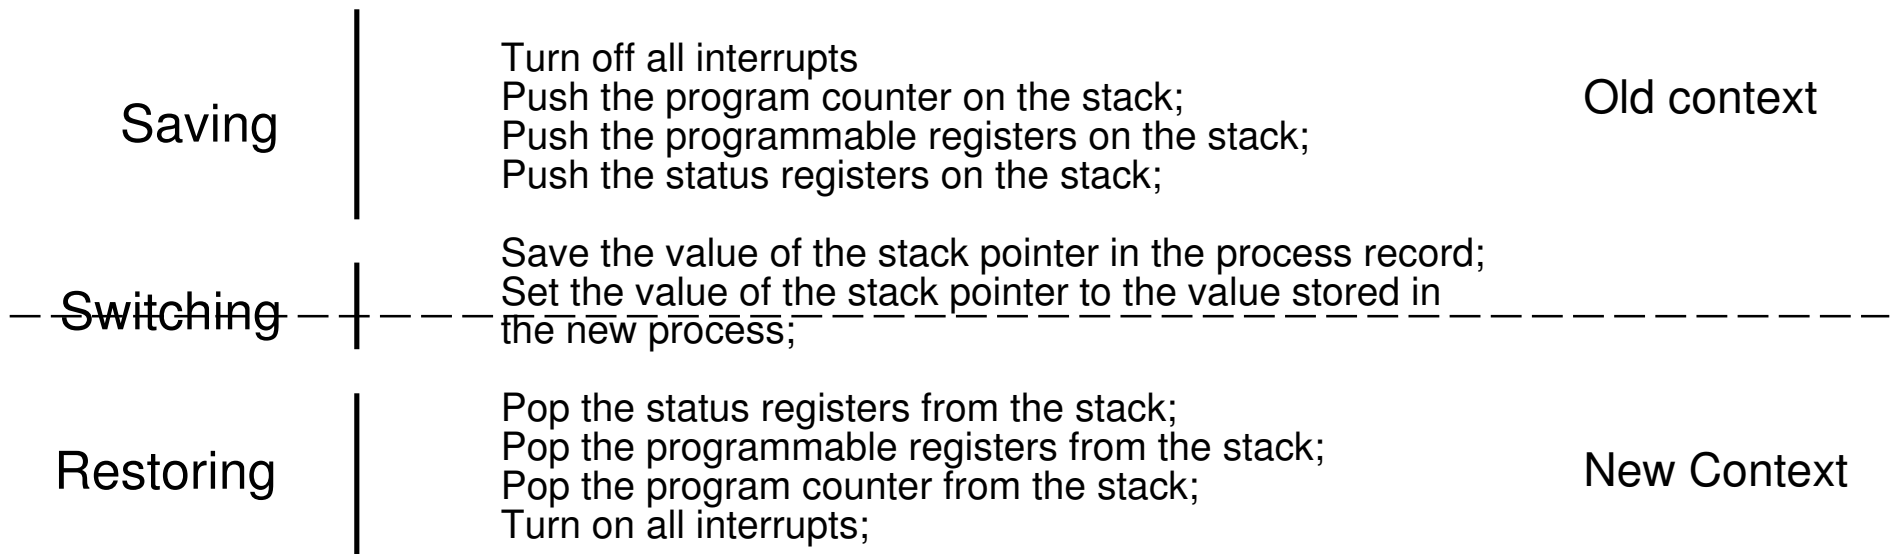 Turn off all interrupts
Push the program counter on the stack;
Old context
Saving
Push the programmable registers on the stack;
Push the status registers on the stack;
Save the value of the stack pointer in the process record;
Set the value of the stack pointer to the value stored in
Switching
the new process;
Pop the status registers from the stack;
Pop the programmable registers from the stack;
Restoring
New Context
Pop the program counter from the stack;
Turn on all interrupts;